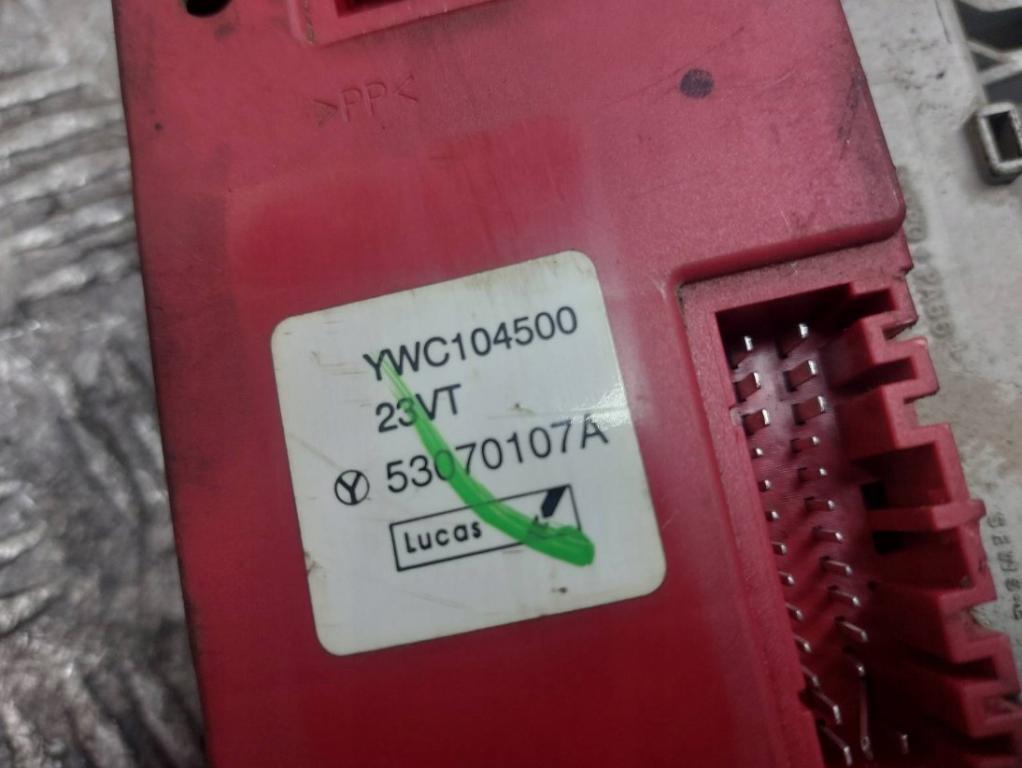 >PP<
YWC104500
23VT
Y 53070107A
Lucas